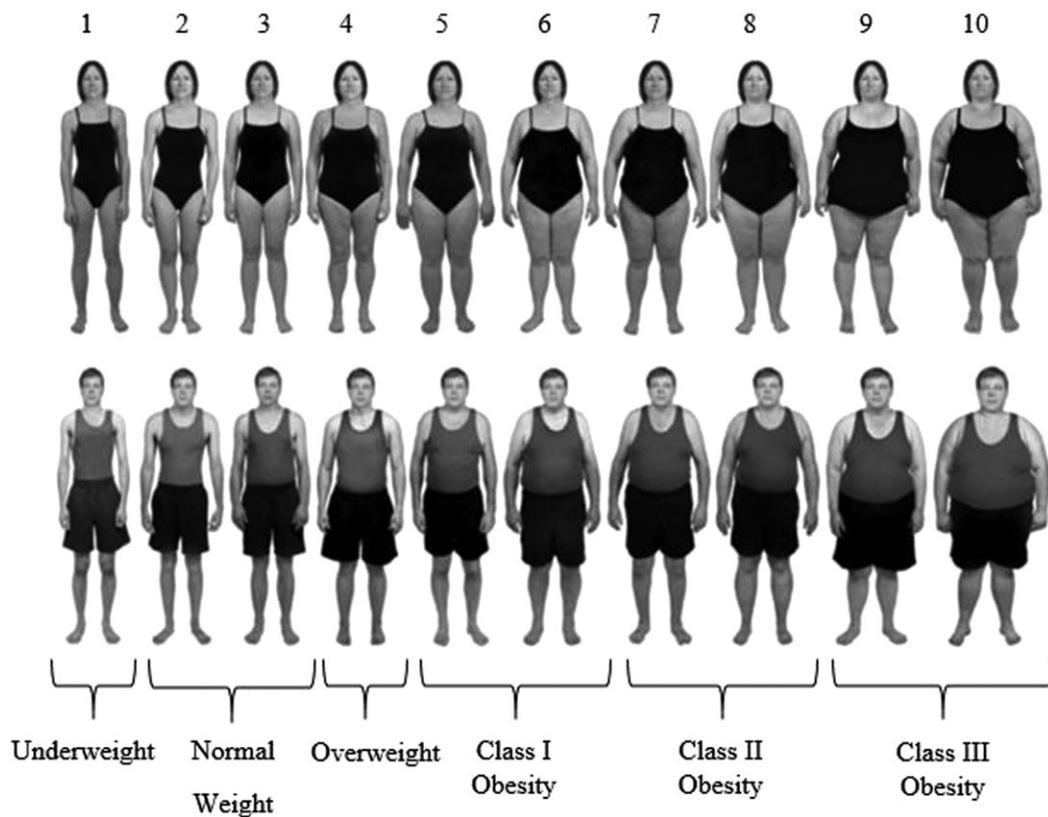 1 2 3 4 5 6 7 8 9 10
Underweight
Normal
Weight
Overweight
Class I
Obesity
Class II
Obesity
Class III
Obesity